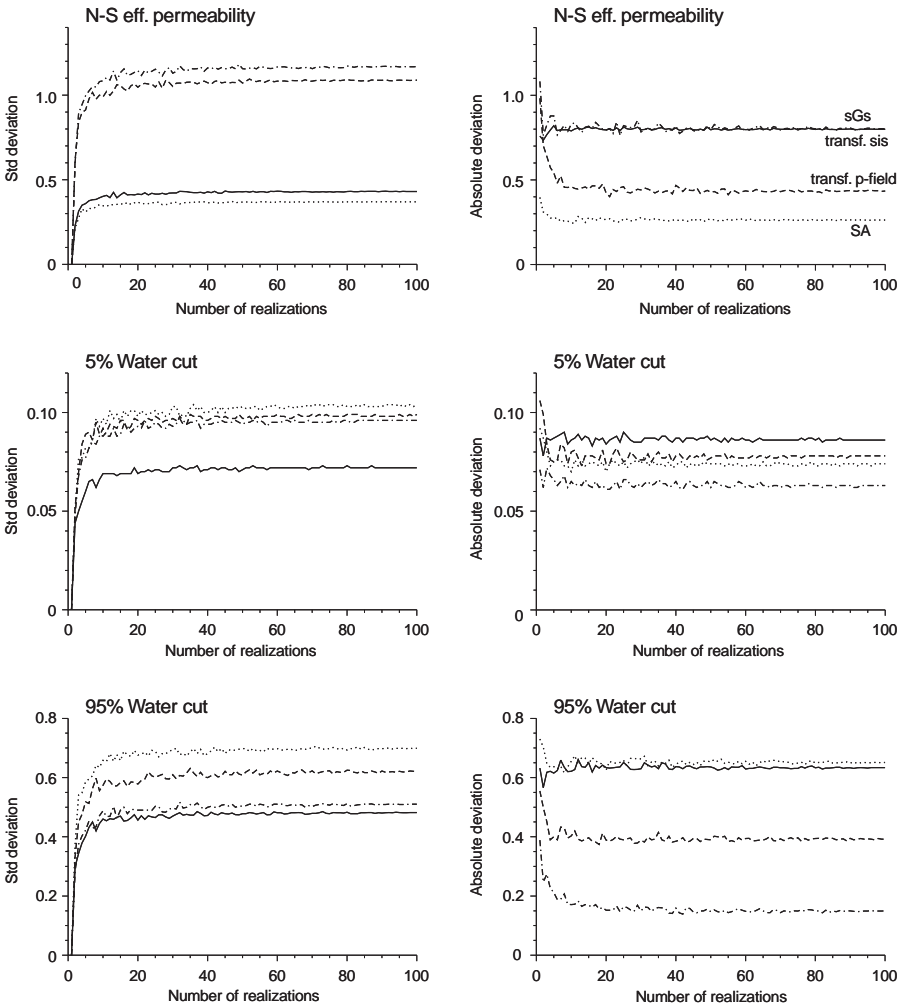 N-S eff. permeability
Std deviation
1.0
0.5
0
0 20 40 60 80 100
Number of realizations
N-S eff. permeability
Absolute deviation
1.0
0.5
0
sGs
transf. sis
transf. p-field
SA
0 20 40 60 80 100
Number of realizations
5% Water cut
Std deviation
0.10
0.05
0
0 20 40 60 80 100
Number of realizations
5% Water cut
Absolute deviation
0.10
0.05
0
0 20 40 60 80 100
Number of realizations
95% Water cut
Std deviation
0.8
0.6
0.4
0.2
0
0 20 40 60 80 100
Number of realizations
95% Water cut
Absolute deviation
0.8
0.6
0.4
0.2
0
0 20 40 60 80 100
Number of realizations